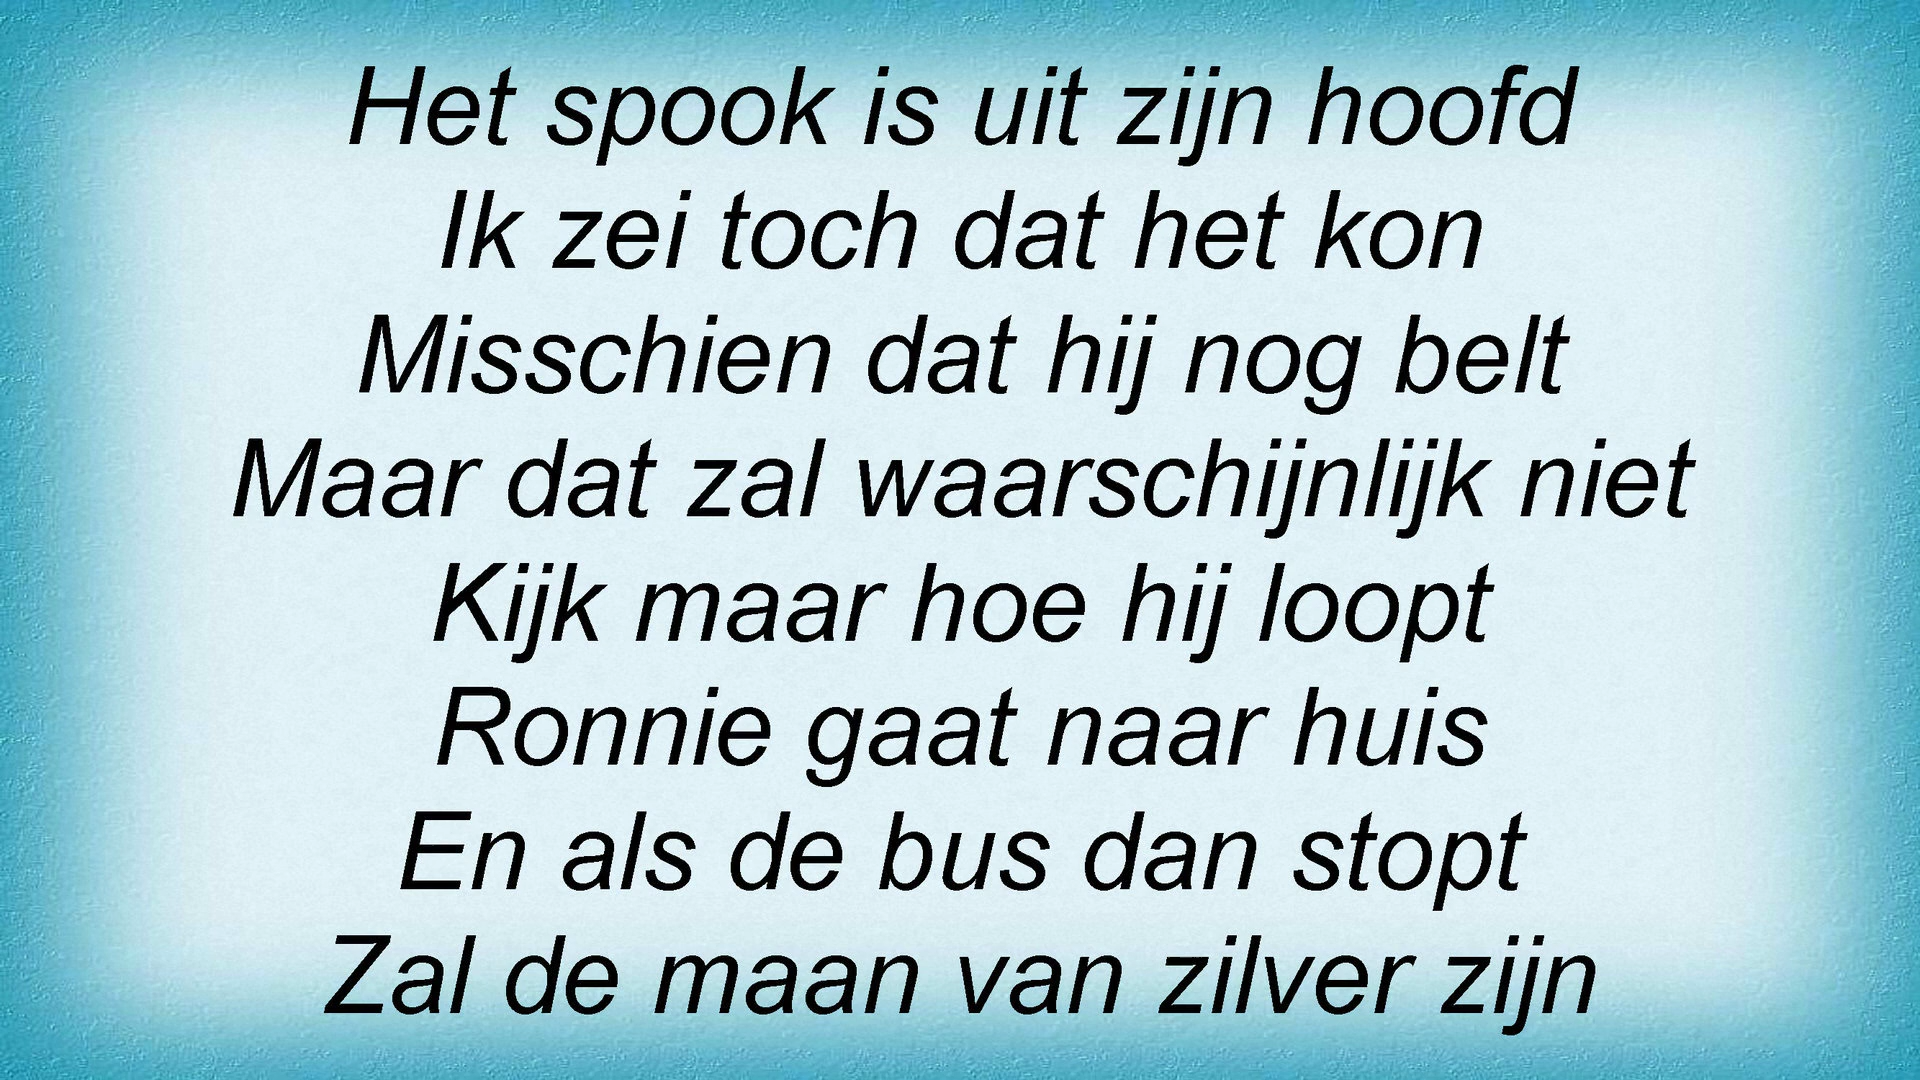 Het spook is uit zijn hoofd
Ik zei toch dat het kon
Misschien dat hij nog belt
Maar dat zal waarschijnlijk niet
Kijk maar hoe hij loopt
Ronnie gaat naar huis
En als de bus dan stopt
Zal de maan van zilver zijn